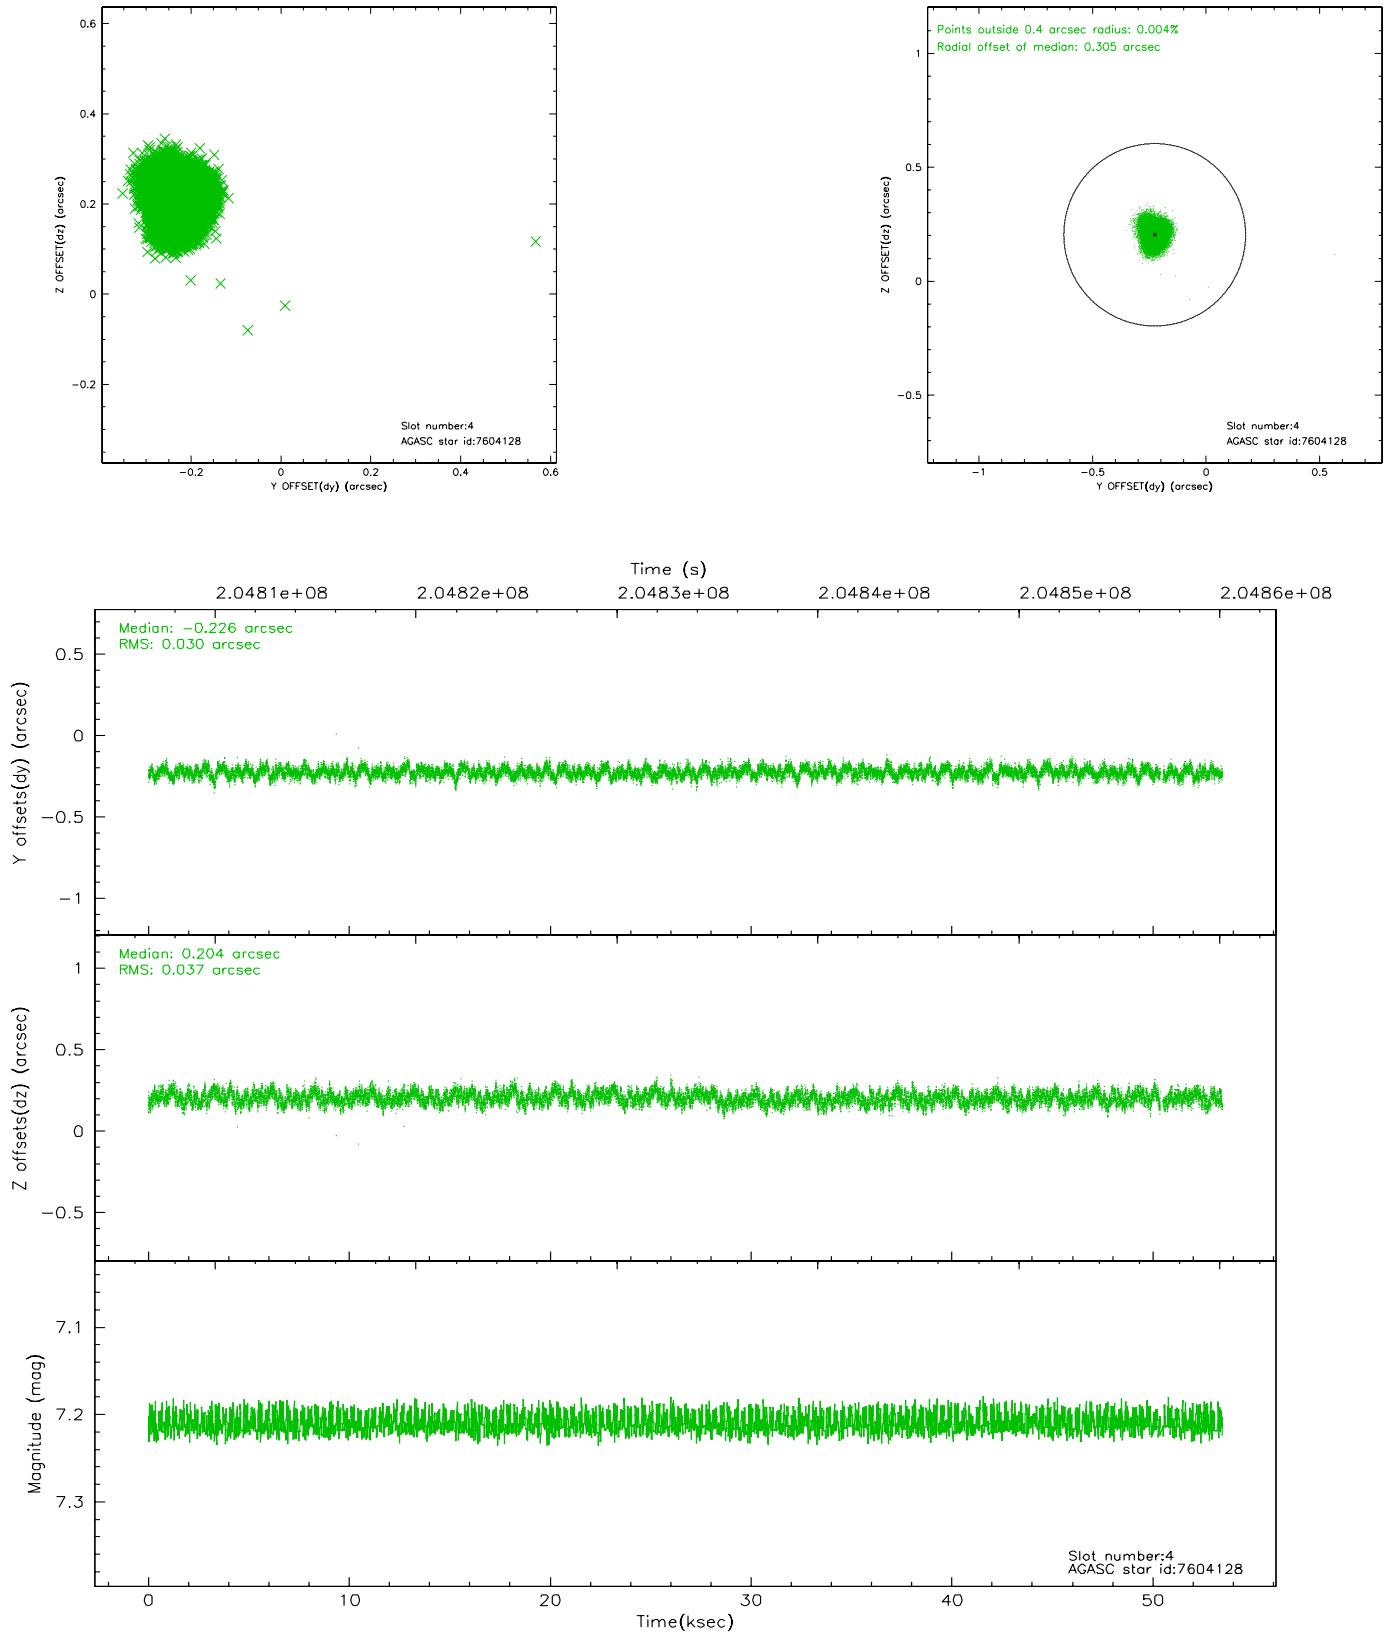 0.6
0.4
0.2
0
−0.2
Z OFFSET(dz) (arcsec)
Slot number:4
AGASC star id:7604128
−0.2
0
0.2
0.4
0.6
Y OFFSET(dy) (arcsec)
Points outside 0.4 arcsec radius: 0.004%
Radial offset of median: 0.305 arcsec
1
0.5
0
−0.5
Z OFFSET(dz) (arcsec)
Slot number:4
AGASC star id:7604128
−1
−0.5
0
0.5
Y OFFSET(dy) (arcsec)
Time (s)
2.0481e+08
2.0482e+08
2.0483e+08
2.0484e+08
2.0485e+08
2.0486e+08
Median: −0.226 arcsec
RMS: 0.030 arcsec
0.5
0
−0.5
−1
Y offsets(dy) (arcsec)
Median: 0.204 arcsec
RMS: 0.037 arcsec
1
0.5
0
−0.5
Z offsets(dz) (arcsec)
7.1
7.2
7.3
Magnitude (mag)
Slot number:4
AGASC star id:7604128
0
10
20
30
40
50
Time(ksec)